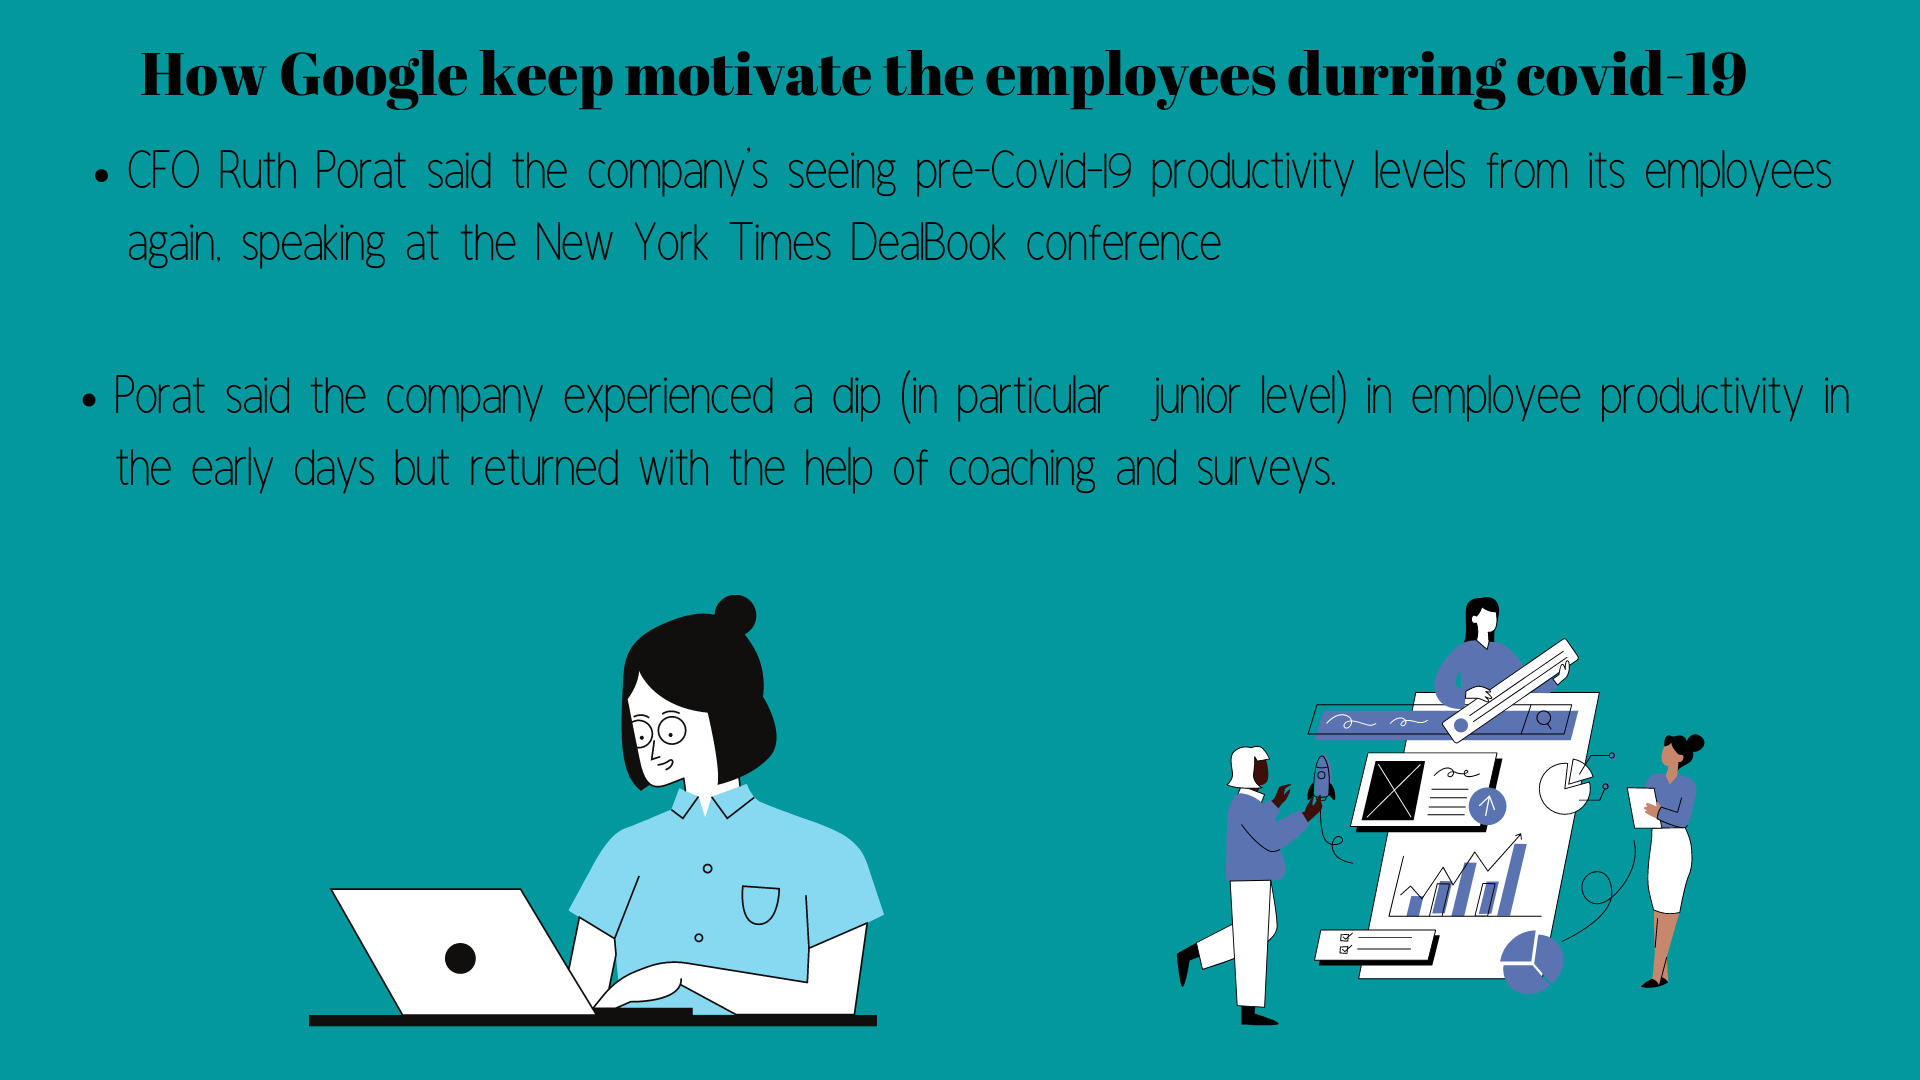 How Google keep motivate the employees durring covid-19
• CFO Ruth Porat said the company's seeing pre-Covid-19 productivity levels from its employees
again, speaking at the New York Times DealBook conference
• Porat said the company experienced a dip (in particular junior level) in employee productivity in
the early days but returned with the help of coaching and surveys.